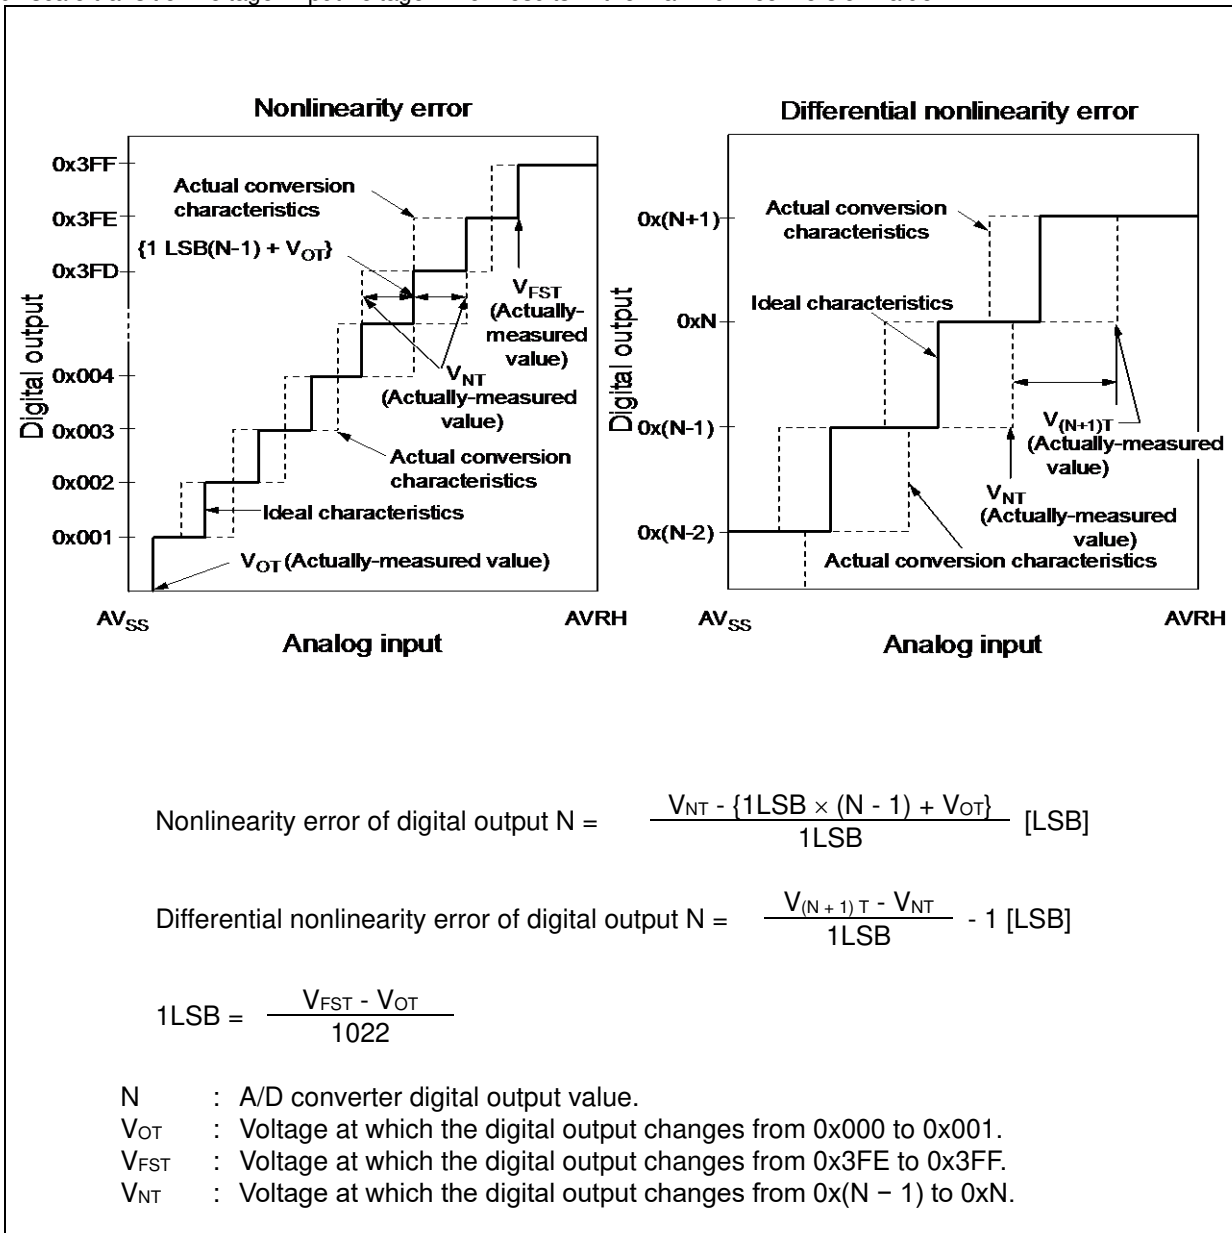 Nonlinearity error
0x3FF
0x3FE
0x3FD
0x004
0x003
0x002
0x001
Digital output
Actual conversion
characteristics
{1 LSB(N-1) + VOT}
VFST
(Actually-
measured
value)
VNT
(Actually-measured
value)
Actual conversion
characteristics
Ideal characteristics
VOT (Actually-measured value)
AVSS
AVRH
Analog input
Differential nonlinearity error
0x(N+1)
0xN
0x(N-1)
0x(N-2)
Digital output
Actual conversion
characteristics
Ideal characteristics
V(N+1)T
(Actually-measured
value)
VNT
(Actually-measured
value)
Actual conversion characteristics
AVSS
AVRH
Analog input
Nonlinearity error of digital output N = VNT - {1LSB × (N - 1) + VOT} / 1LSB [LSB]
Differential nonlinearity error of digital output N = V(N + 1) T - VNT / 1LSB - 1 [LSB]
1LSB = VFST - VOT / 1022
N : A/D converter digital output value.
VOT : Voltage at which the digital output changes from 0x000 to 0x001.
VFST : Voltage at which the digital output changes from 0x3FE to 0x3FF.
VNT : Voltage at which the digital output changes from 0x(N − 1) to 0xN.